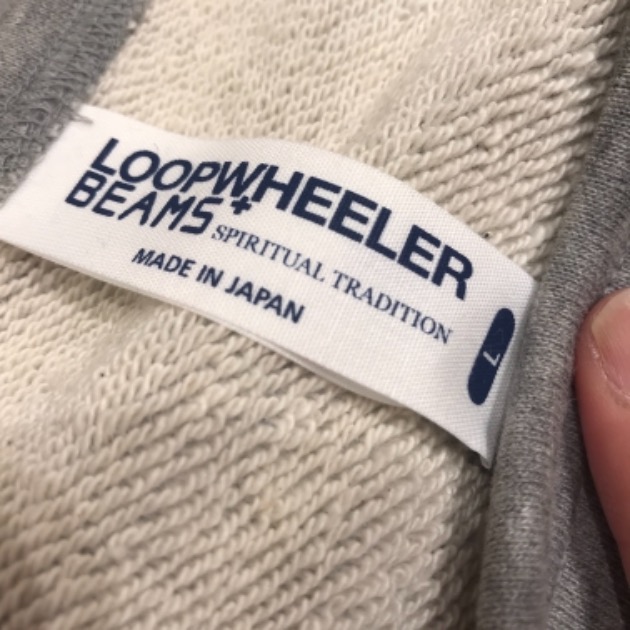 LOOPWHEELER
BEAMS+
SPIRITUAL TRADITION
MADE IN JAPAN
L